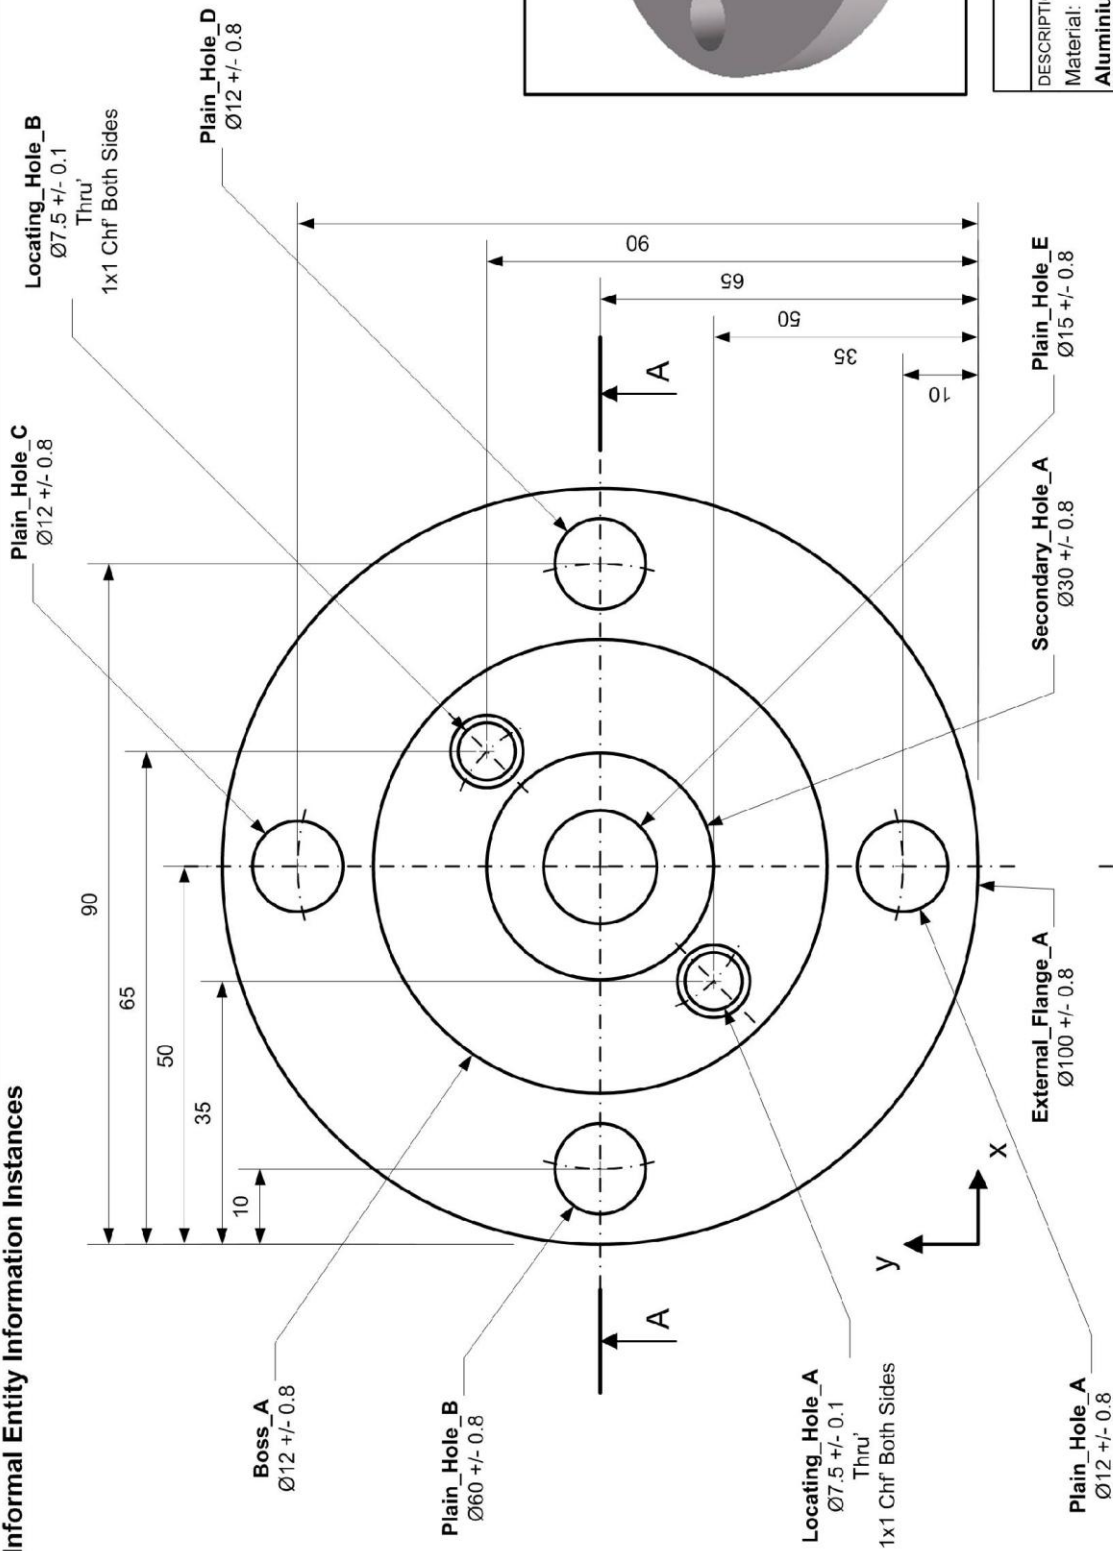 Informal Entity Information Instances
Plain_Hole_C
Ø12 +/- 0.8
Locating_Hole_B
Ø7.5 +/- 0.1
Thru'
1x1 Chf' Both Sides
Plain_Hole_D
Ø12 +/- 0.8
90
65
50
35
10
Boss_A
Ø12 +/- 0.8
Plain_Hole_B
Ø60 +/- 0.8
Locating_Hole_A
Ø7.5 +/- 0.1
Thru'
1x1 Chf' Both Sides
Plain_Hole_A
Ø12 +/- 0.8
A
A
y
x
90
65
50
35
10
External_Flange_A
Ø100 +/- 0.8
Secondary_Hole_A
Ø30 +/- 0.8
Plain_Hole_E
Ø15 +/- 0.8
Material: